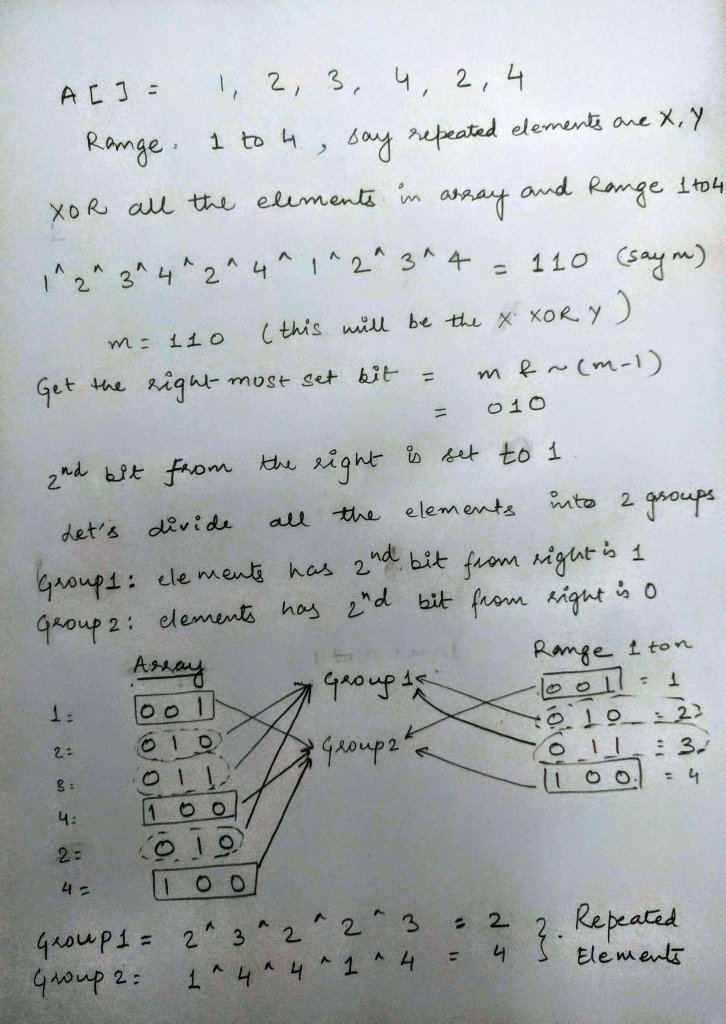 A[] = 1, 2, 3, 4, 2, 4
Range: 1 to 4, say repeated elements are X, Y
XOR all the elements in array and Range 1 to 4
1^2^3^4^2^4^1^2^3^4 = 110 (say m)
m = 110 (this will be the X XOR Y)
Get the right most set bit = m & ~(m-1)
= 010
2nd bit from the right is set to 1
Let's divide all the elements into 2 groups
Group1: elements has 2nd bit from right is 1
Group2: elements has 2nd bit from right is 0
Array Range 1 to n
1= 001 Group 1 001 = 1
2= 010 010 = 2
3= 011 Group 2 011 = 3
4= 100 100 = 4
2= 010
4= 100
Group1 = 2^3^2^2^3 = 2 } Repeated
Group2: 1^4^4^1^4 = 4 } Elements